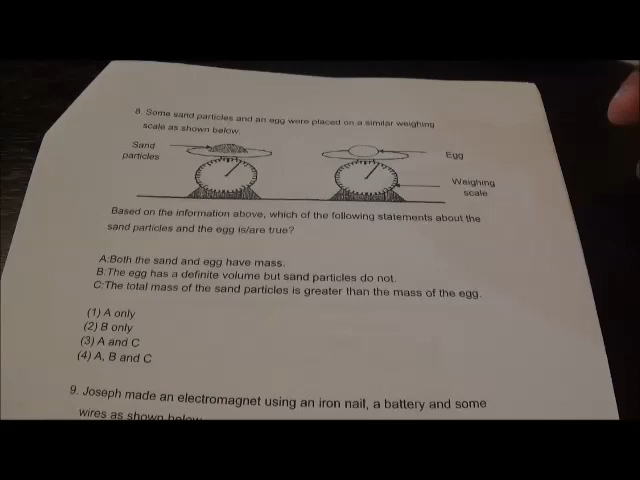 8. Some sand particles and an egg were placed on a similar weighing
scale as shown below.
Sand
particles
Egg
Weighing
scale
Based on the information above, which of the following statements about the
sand particles and the egg is/are true?
A:Both the sand and egg have mass.
B:The egg has a definite volume but sand particles do not.
C:The total mass of the sand particles is greater than the mass of the egg.
(1) A only
(2) B only
(3) A and C
(4) A, B and C
9. Joseph made an electromagnet using an iron nail, a battery and some
wires as shown below